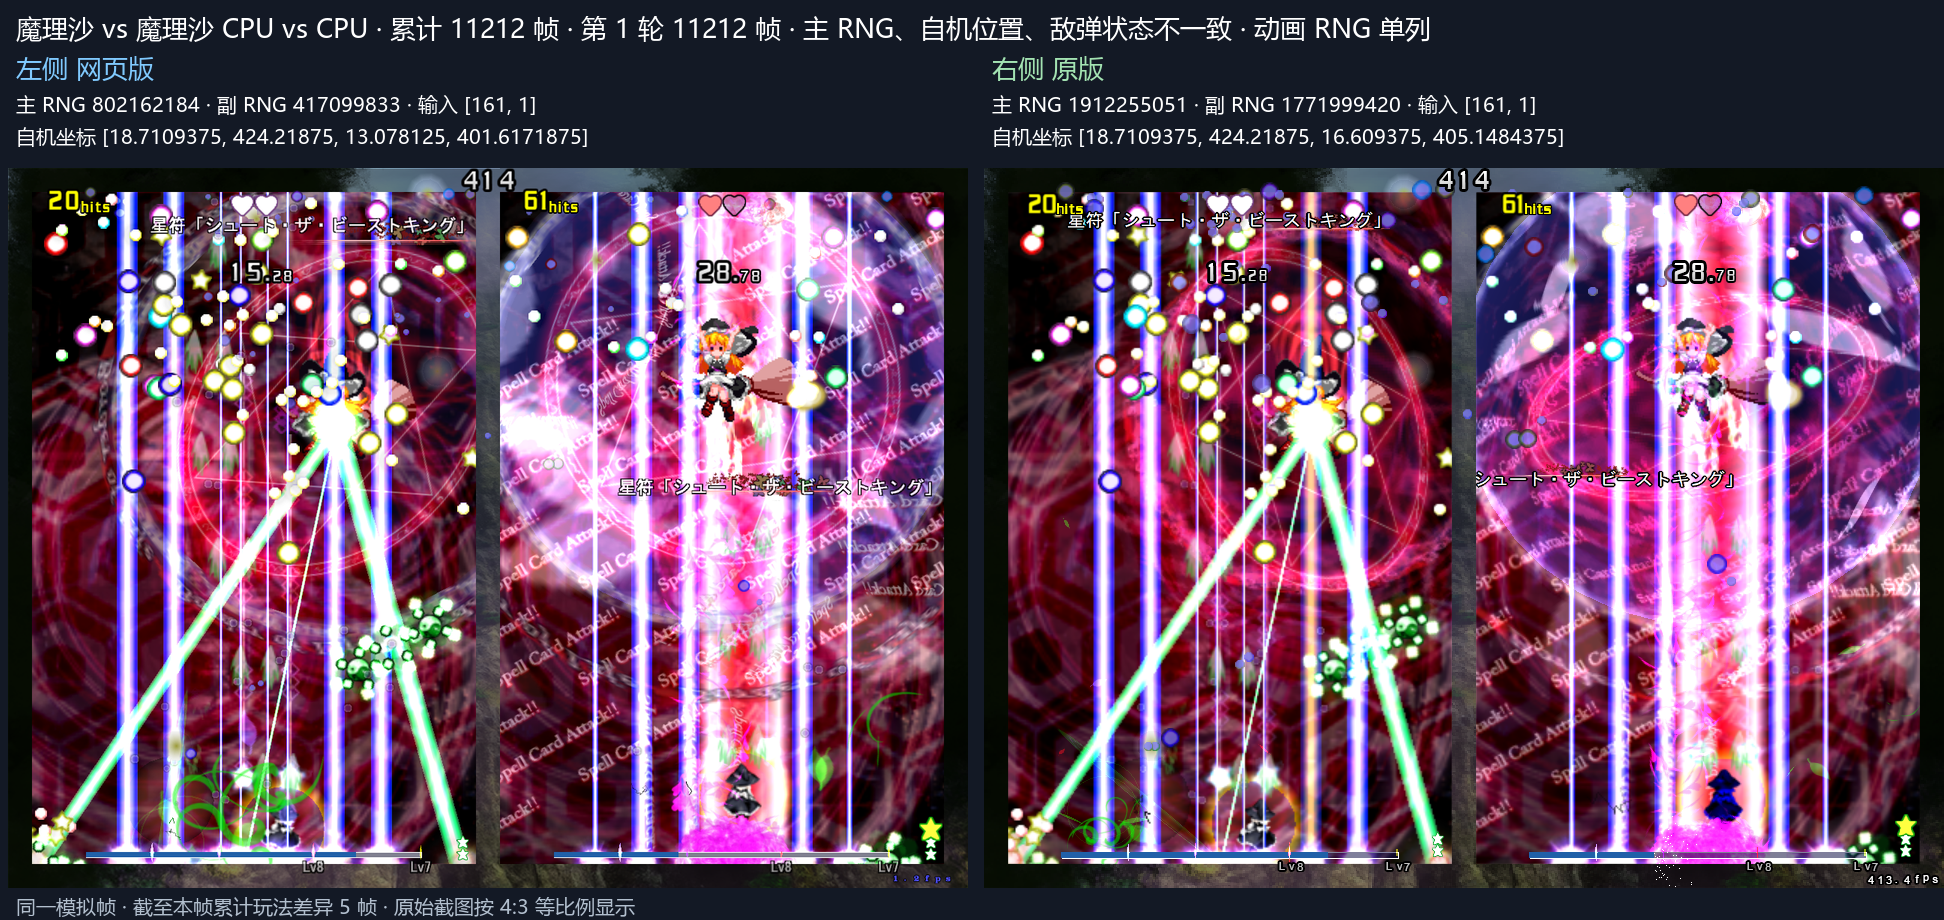 魔理沙 vs 魔理沙 CPU vs CPU · 累计 11212 帧 · 第 1 轮 11212 帧 · 主 RNG、自机位置、敌弹状态不一致 · 动画 RNG 单列
左侧 网页版
主 RNG 802162184 · 副 RNG 417099833 · 输入 [161, 1]
自机坐标 [18.7109375, 424.21875, 13.078125, 401.6171875]
414
20hits
61hits
星符「シュート・ザ・ビーストキング」
15.28
28.78
Spell Card Attack!!
星符「シュート・ザ・ビーストキング」
Lv8
Lv7
Lv8
Lv7
1.2fps
右侧 原版
主 RNG 1912255051 · 副 RNG 1771999420 · 输入 [161, 1]
自机坐标 [18.7109375, 424.21875, 16.609375, 405.1484375]
414
20hits
61hits
星符「シュート・ザ・ビーストキング」
15.28
28.78
Spell Card Attack!!
シュート・ザ・ビーストキング」
Lv8
Lv7
Lv8
Lv7
413.4fps
同一模拟帧 · 截至本帧累计玩法差异 5 帧 · 原始截图按 4:3 等比例显示